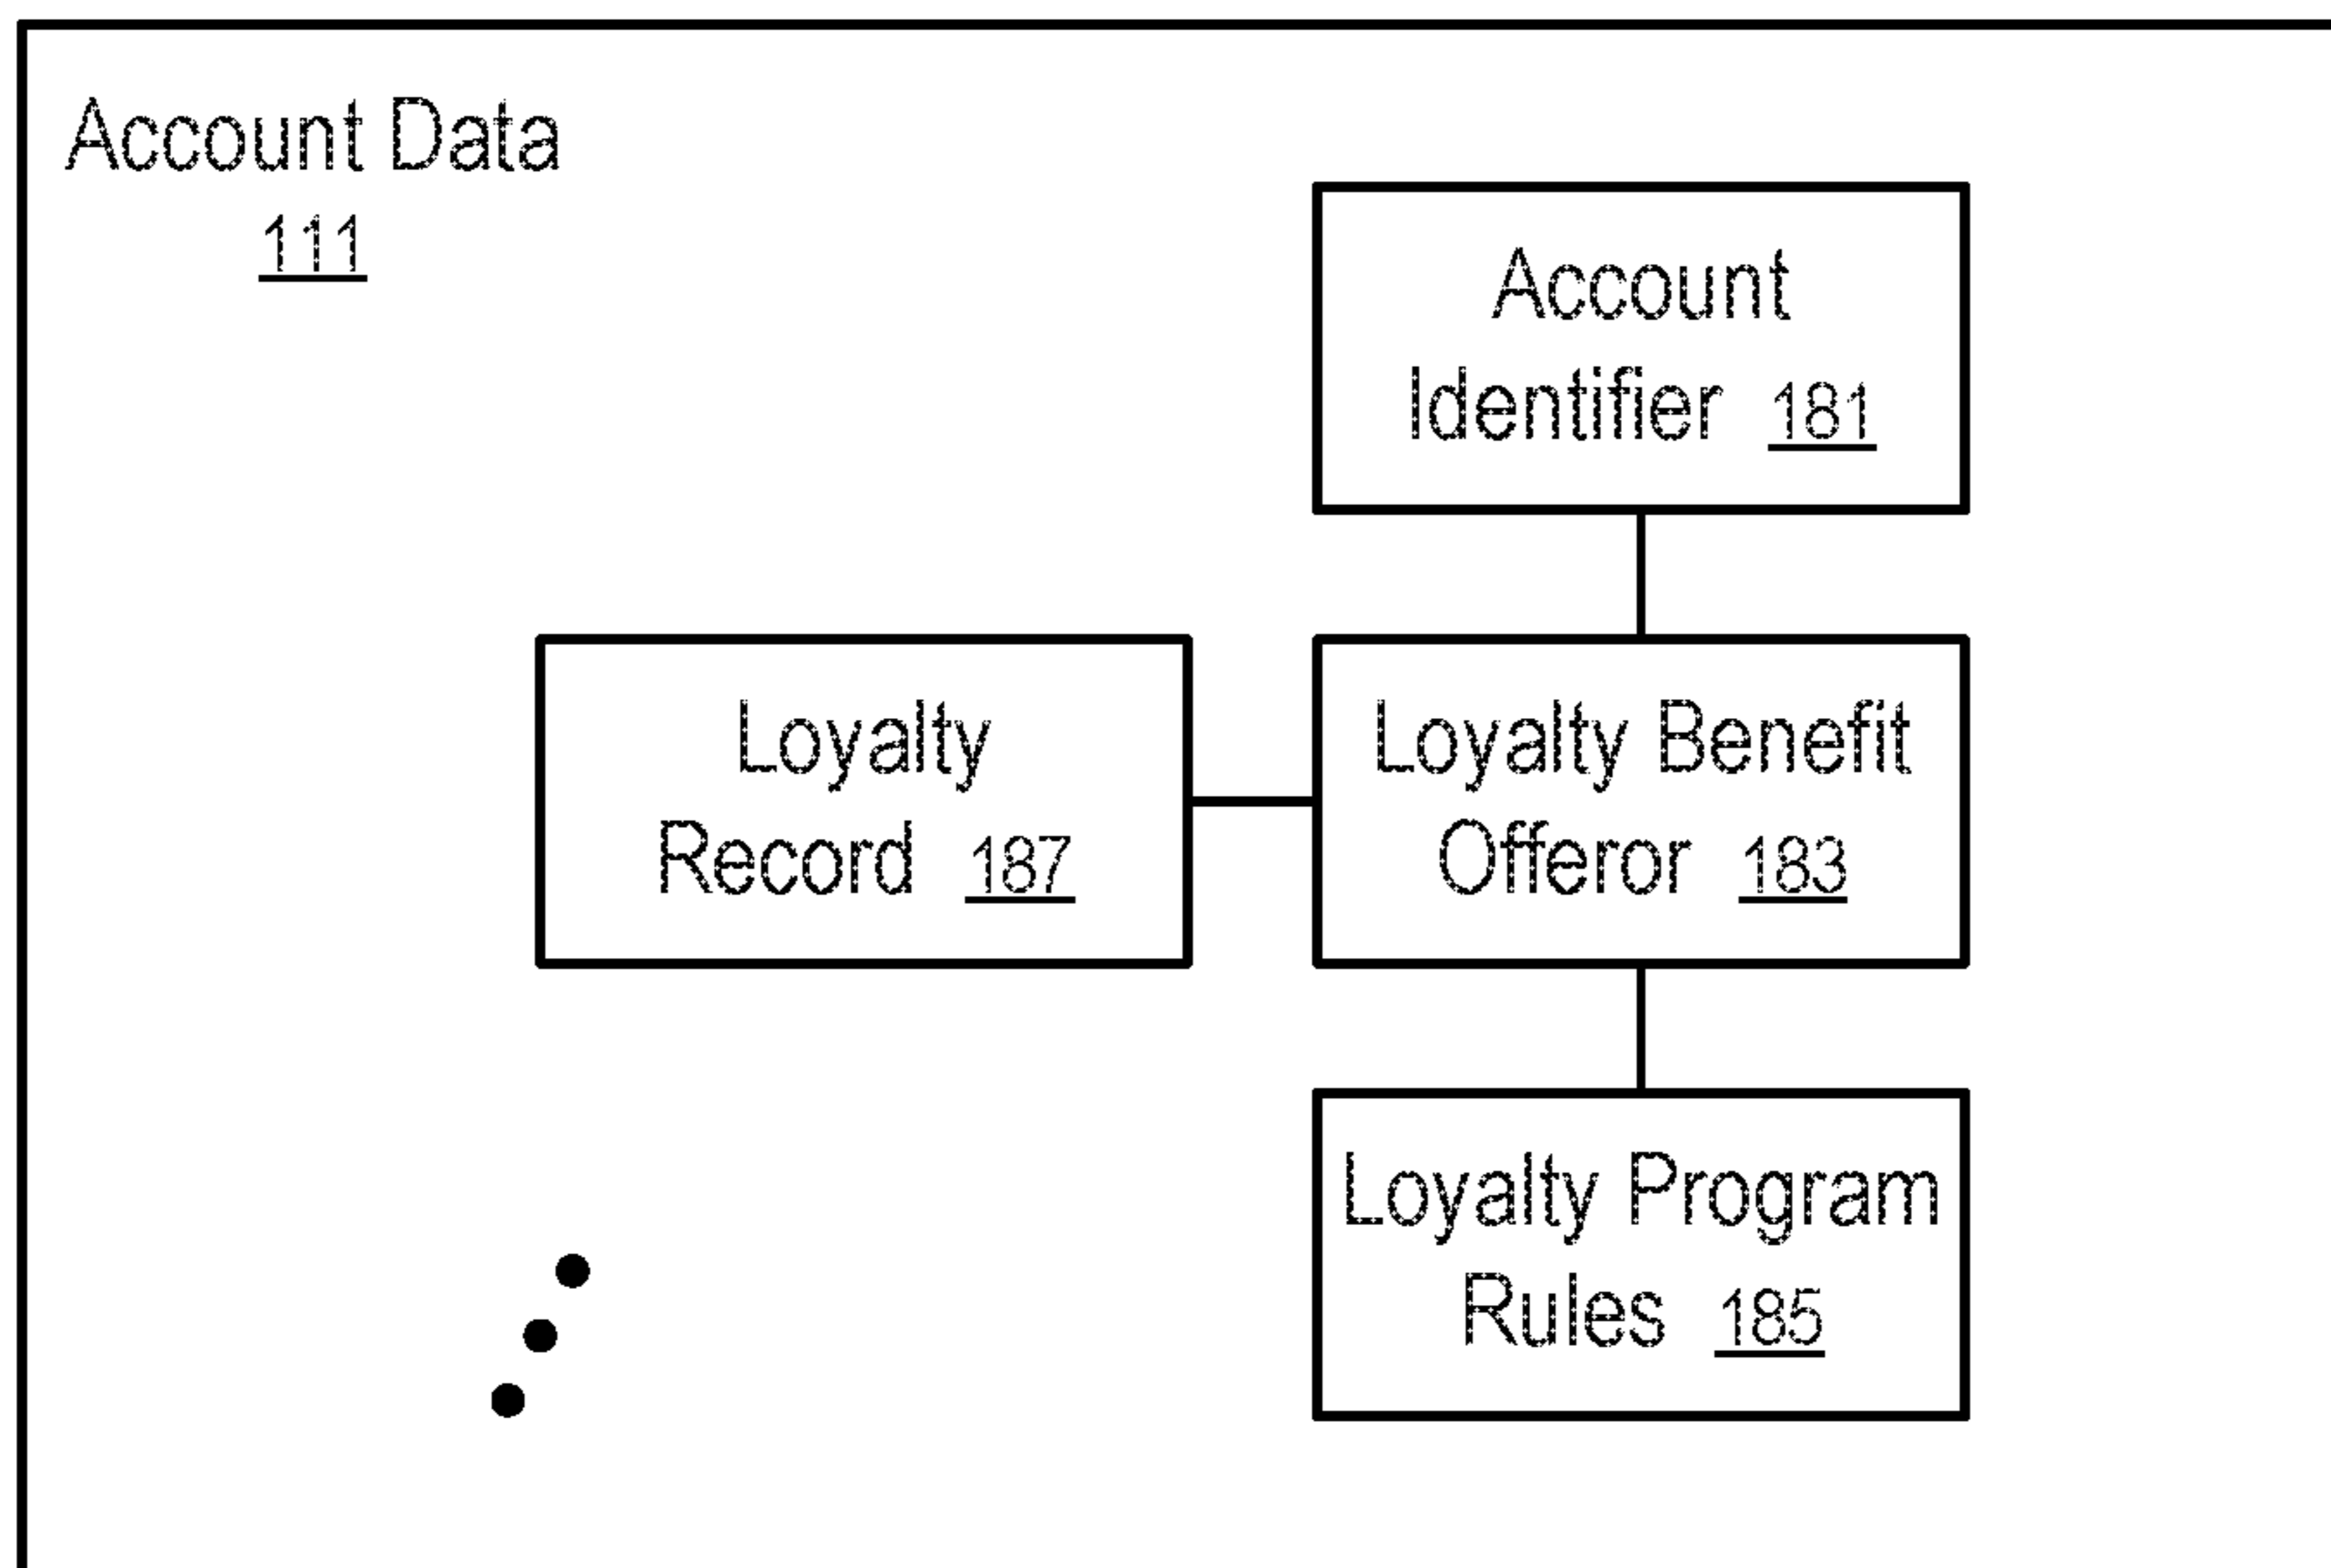 Account Data
111
Account
Identifier 181
Loyalty
Record 187
Loyalty Benefit
Offeror 183
Loyalty Program
Rules 185